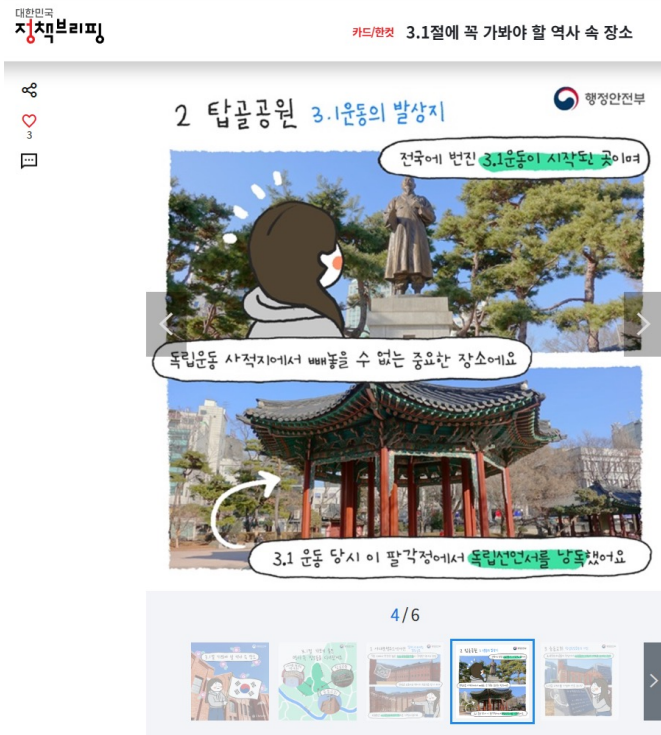 대한민국
정책브리핑
카드/한컷 3.1절에 꼭 가봐야 할 역사 속 장소
3
2 탑골공원 3.1운동의 발상지
행정안전부
전국에 번진 3.1운동이 시작된 곳이며
독립운동 사적지에서 빼놓을 수 없는 중요한 장소에요
3.1 운동 당시 이 팔각정에서 독립선언서를 낭독했어요
4/6